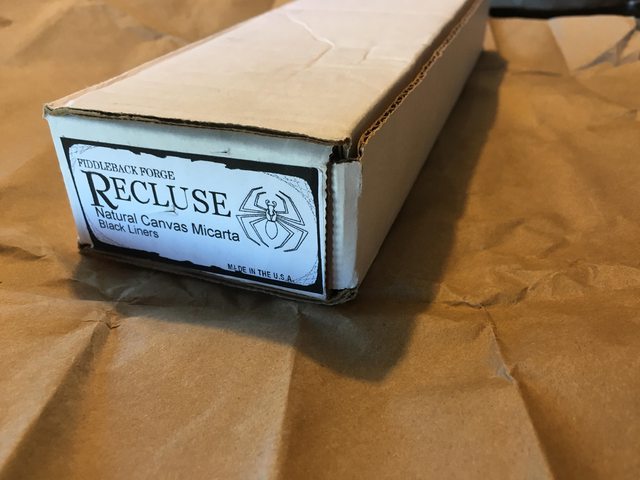 FIDDLEBACK FORGE
RECLUSE
Natural Canvas Micarta
Black Liners
MADE IN THE U.S.A.